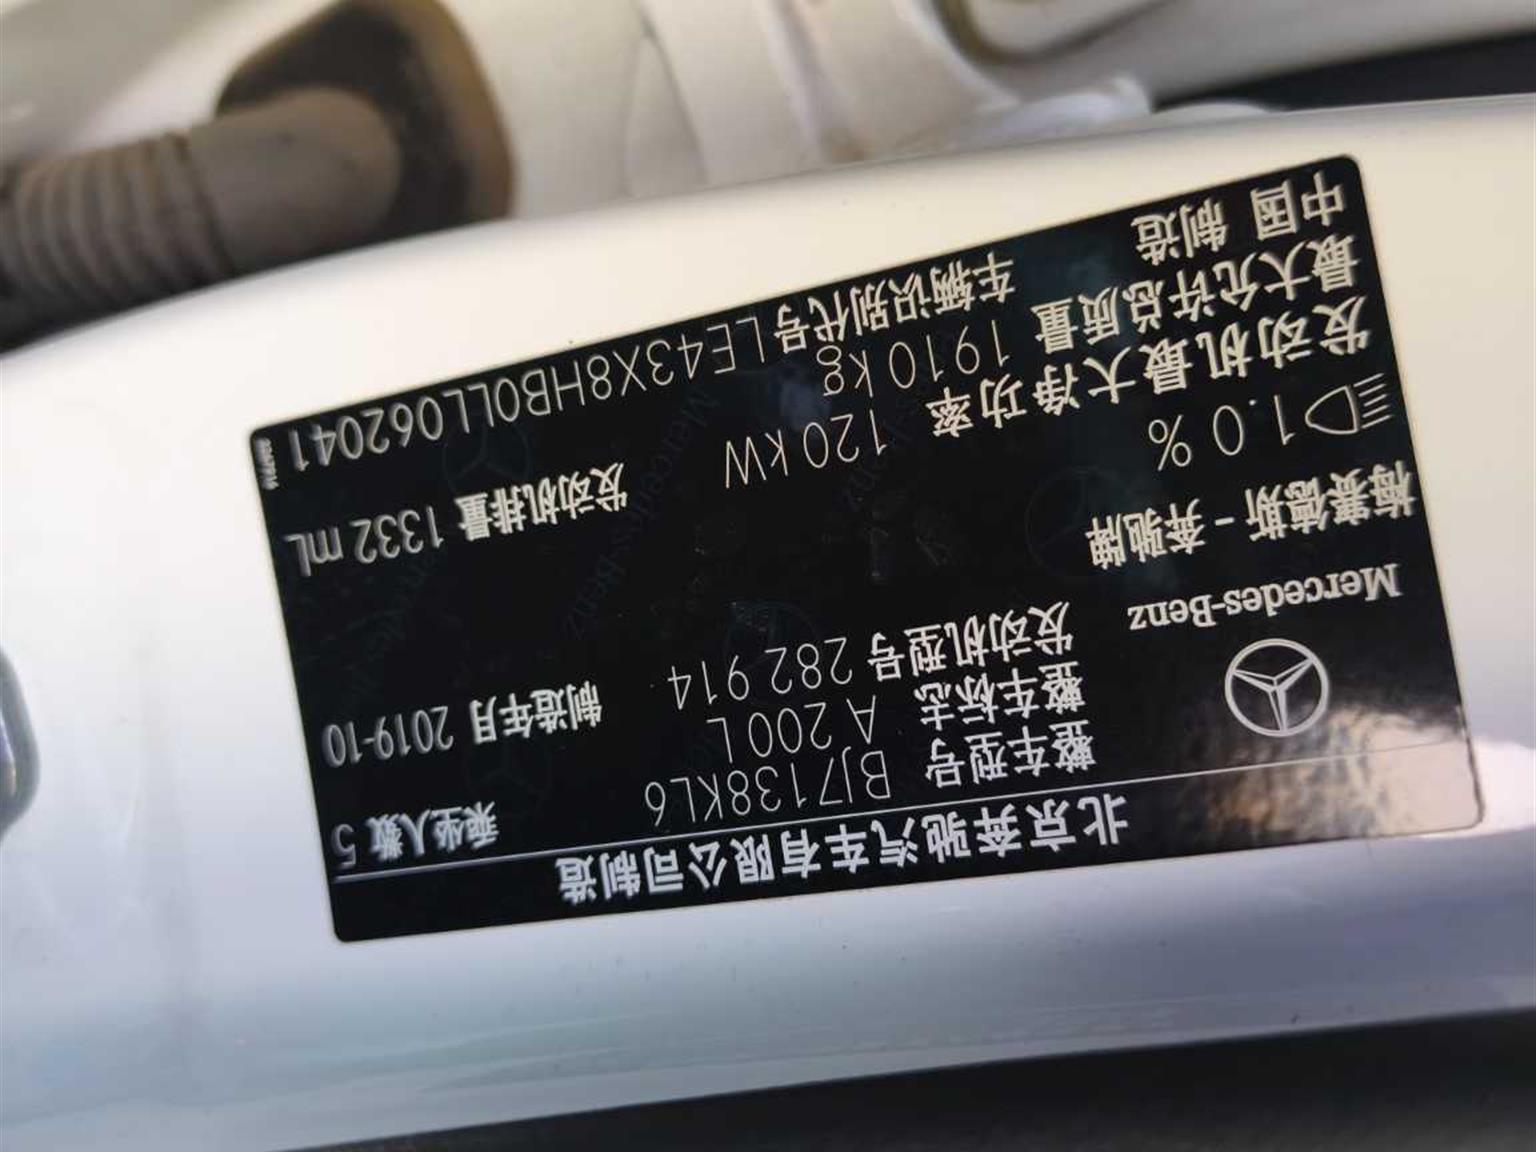 北京奔驰汽车有限公司制造
整车型号 BJ7138KL6 乘坐人数 5
整车标志 A 200 L
发动机型号 282 914 制造年月 2019-10
Mercedes-Benz
梅赛德斯-奔驰牌
1.0 %
发动机最大净功率 120 kW 发动机排量 1332 mL
最大允许总质量 1910 kg
中国 制造 车辆识别代号 LE43X8HB0LL062041